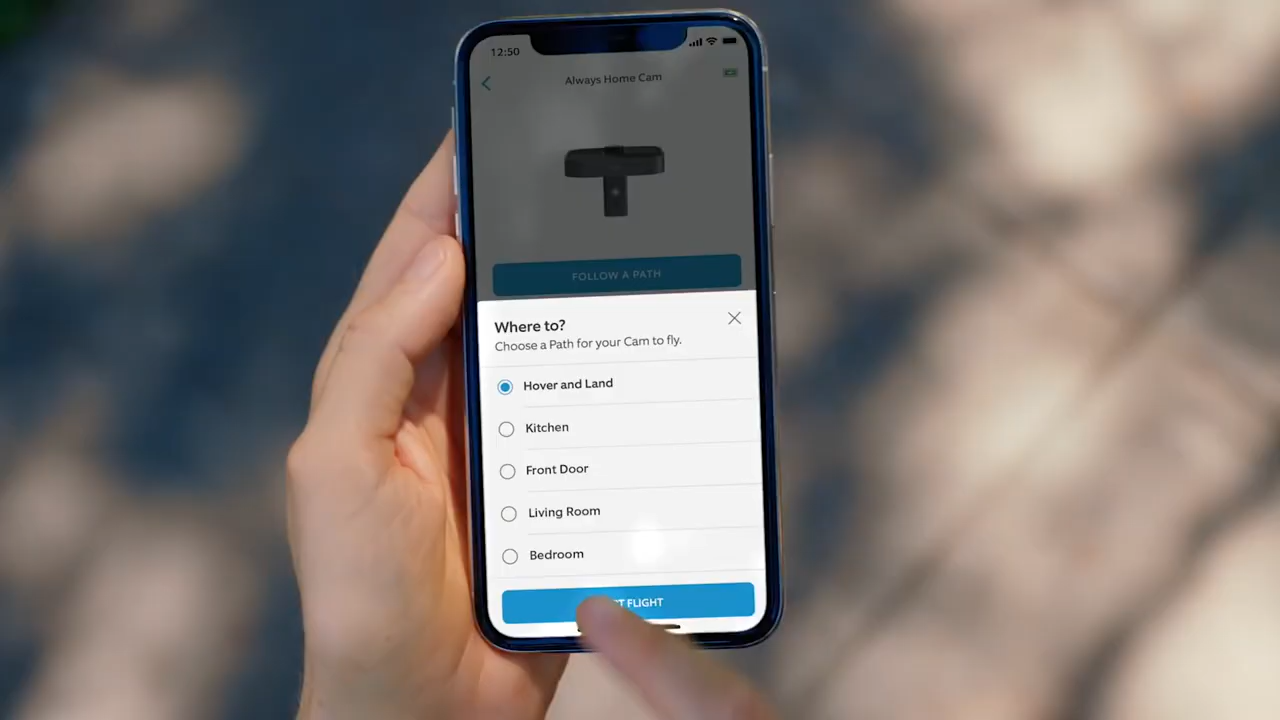 12:50
Always Home Cam
FOLLOW A PATH
Where to?
Choose a Path for your Cam to fly.
Hover and Land
Kitchen
Front Door
Living Room
Bedroom
FLIGHT